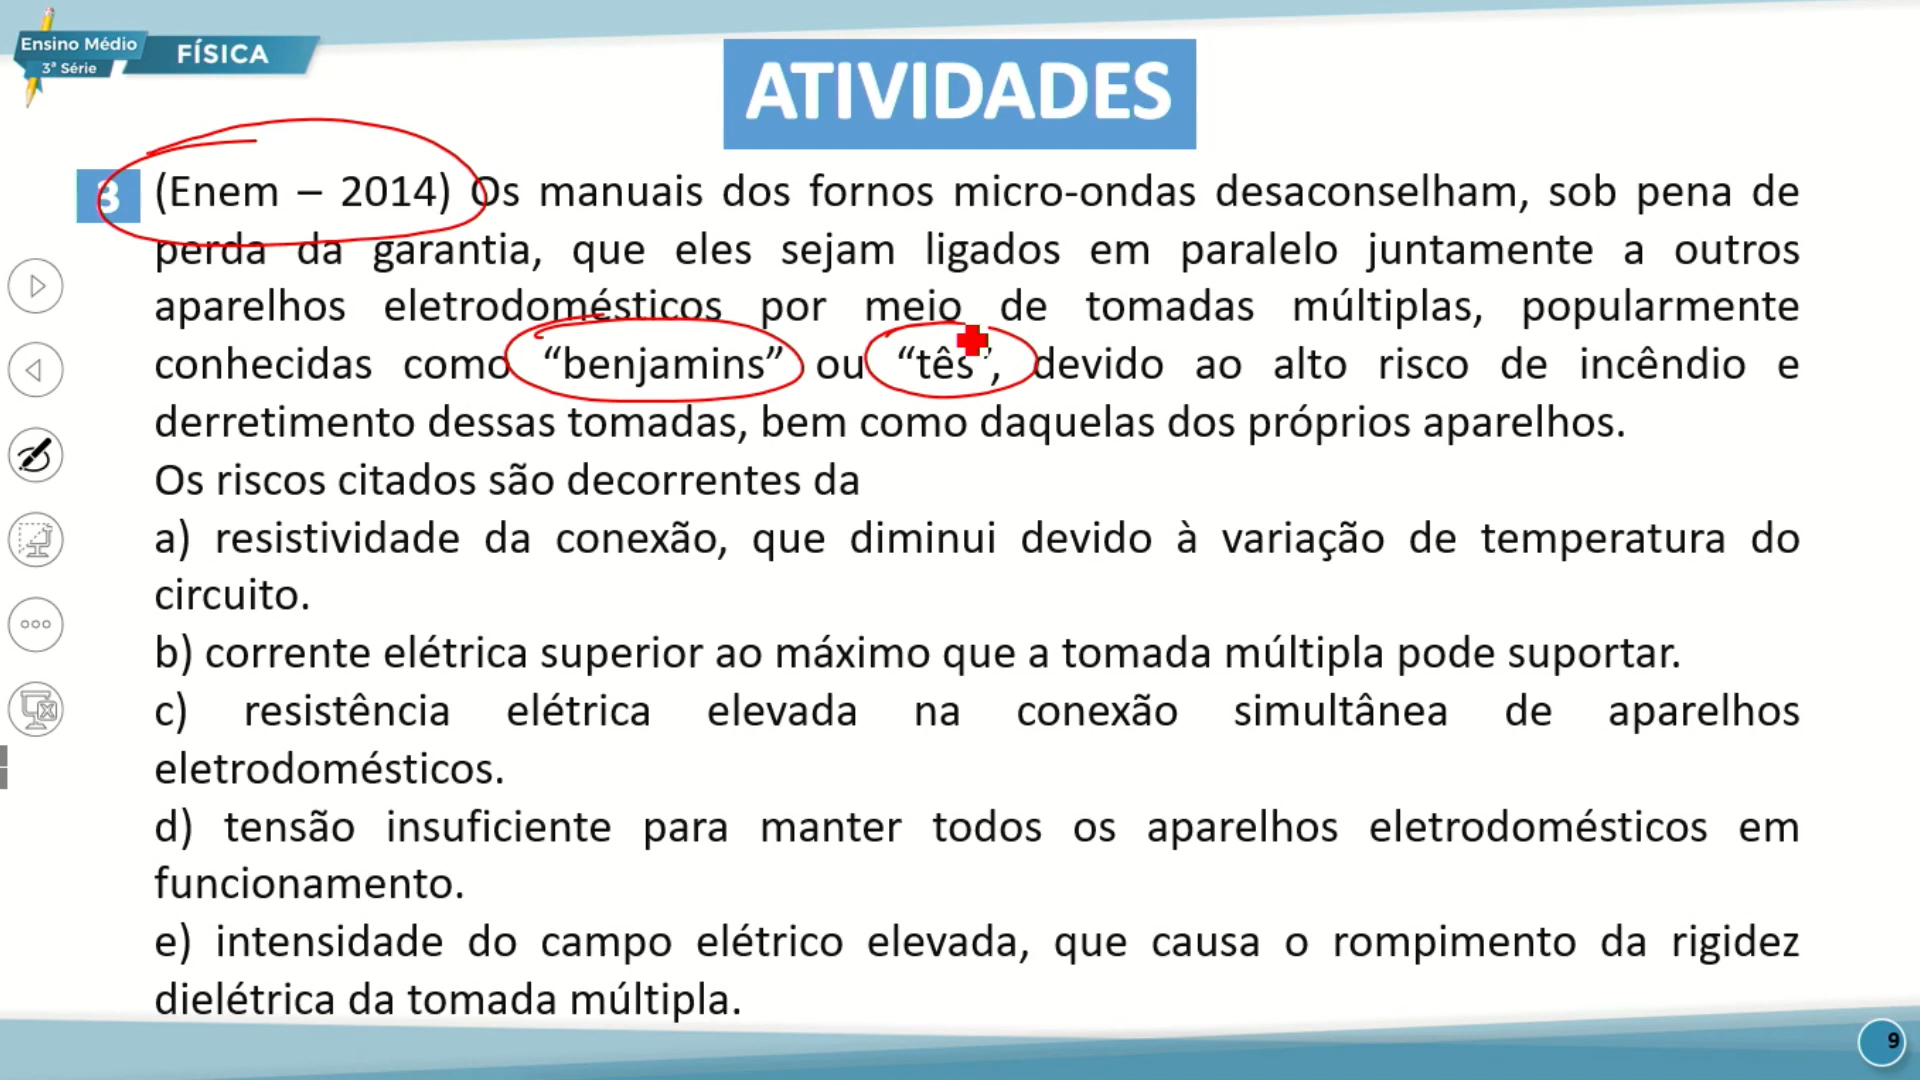 Ensino Médio
3ª Série
FÍSICA
ATIVIDADES
3 (Enem – 2014) Os manuais dos fornos micro-ondas desaconselham, sob pena de
perda da garantia, que eles sejam ligados em paralelo juntamente a outros
aparelhos eletrodomésticos por meio de tomadas múltiplas, popularmente
conhecidas como “benjamins” ou “tês”, devido ao alto risco de incêndio e
derretimento dessas tomadas, bem como daquelas dos próprios aparelhos.
Os riscos citados são decorrentes da
a) resistividade da conexão, que diminui devido à variação de temperatura do
circuito.
b) corrente elétrica superior ao máximo que a tomada múltipla pode suportar.
c) resistência elétrica elevada na conexão simultânea de aparelhos
eletrodomésticos.
d) tensão insuficiente para manter todos os aparelhos eletrodomésticos em
funcionamento.
e) intensidade do campo elétrico elevada, que causa o rompimento da rigidez
dielétrica da tomada múltipla.
9